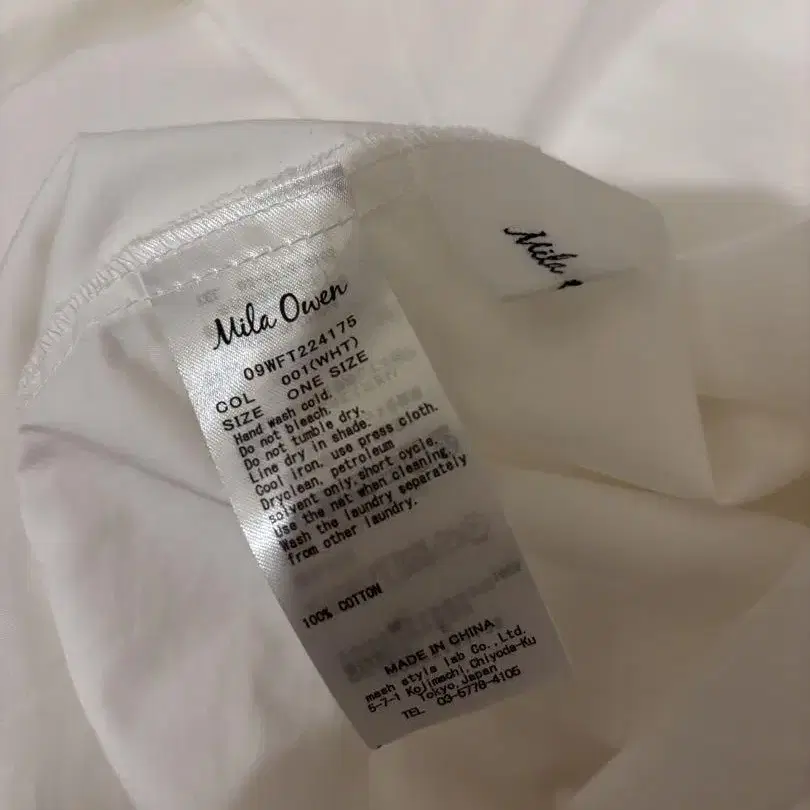 Mila Owen
09WFT224175
COL 001(WHT)
SIZE ONE SIZE
Hand wash cold.
Do not bleach.
Do not tumble dry.
Line dry in shade.
Cool iron, use press cloth.
Dryclean, petroleum
solvent only,short cycle.
Use the net when cleaning.
Wash the laundry separately
from other laundry.
100% COTTON
MADE IN CHINA
mash style lab Co.,Ltd.
5-7-1 Kojimachi,Chiyoda-Ku
Tokyo,Japan
TEL 03-5778-4105
Mila